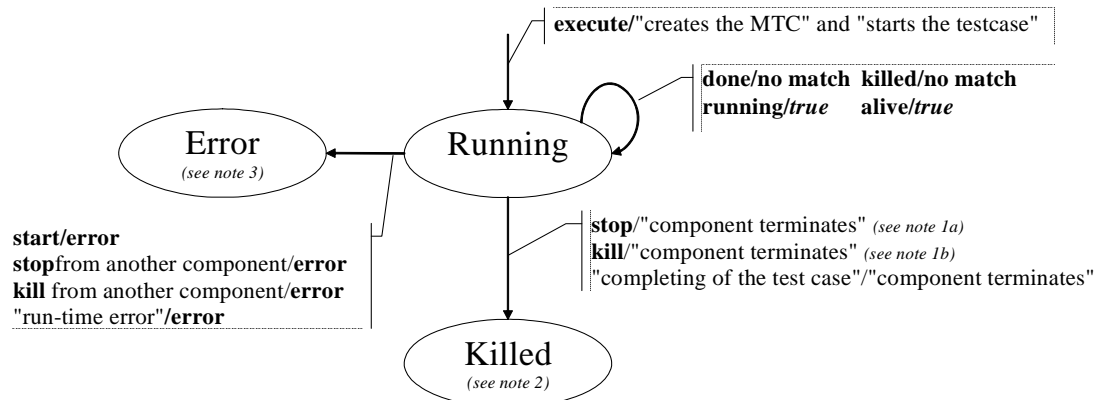 execute/"creates the MTC" and "starts the testcase"
done/no match killed/no match
running/true alive/true
Error
(see note 3)
Running
start/error
stopfrom another component/error
kill from another component/error
"run-time error"/error
stop/"component terminates" (see note 1a)
kill/"component terminates" (see note 1b)
"completing of the test case"/"component terminates"
Killed
(see note 2)